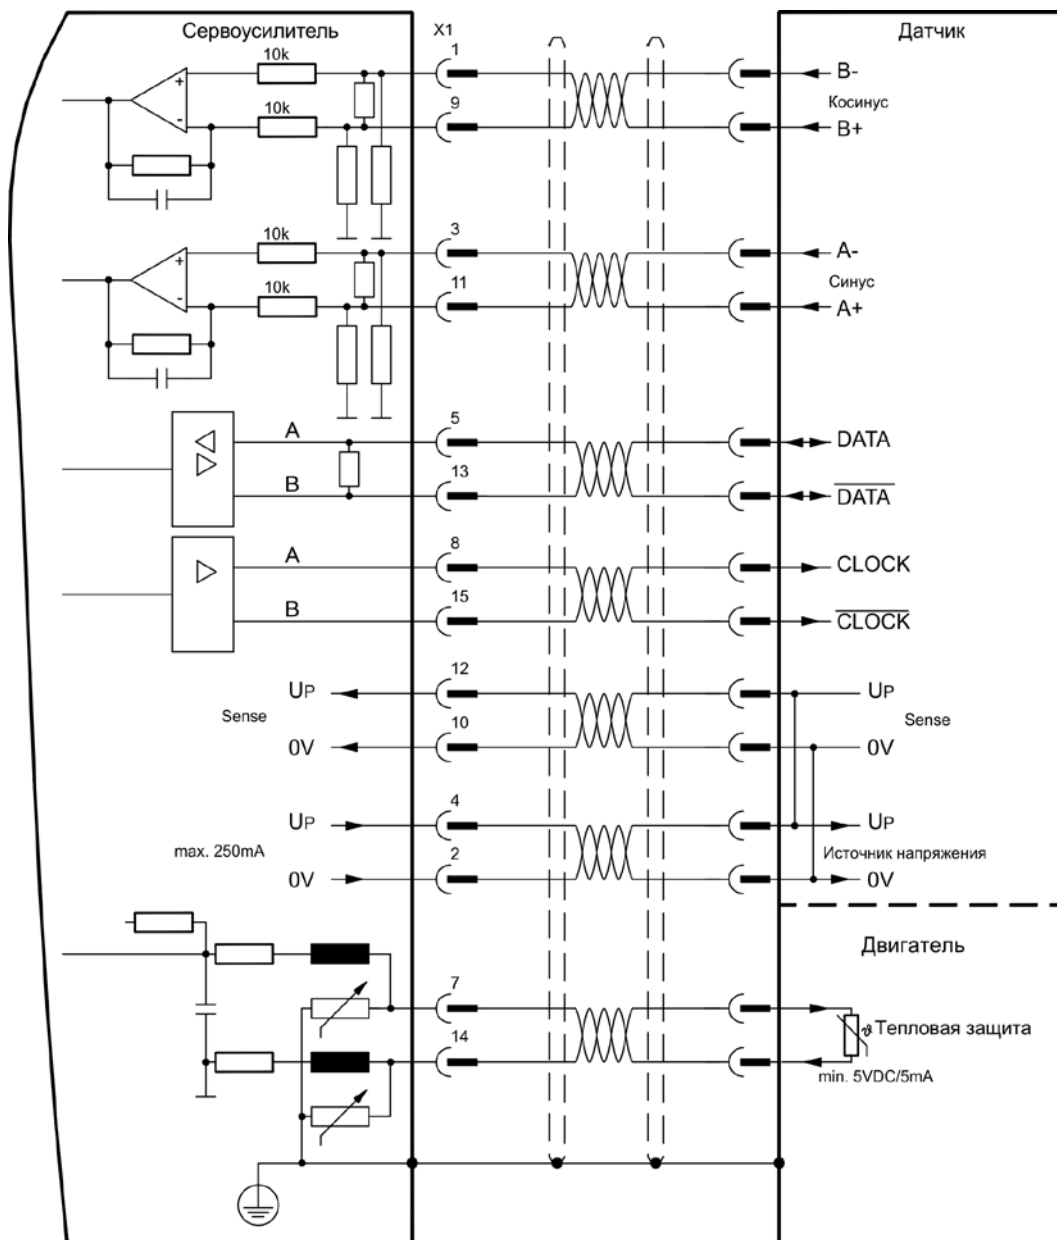 Сервоусилитель
X1
Датчик
10k
1
B-
Косинус
10k
9
B+
+
-
10k
3
A-
Синус
10k
11
A+
+
-
A
5
DATA
B
13
DATA
A
8
CLOCK
B
15
CLOCK
UP
12
UP
Sense
Sense
0V
10
0V
UP
4
UP
max. 250mA
Источник напряжения
0V
2
0V
Двигатель
7
ϑ Тепловая защита
14
min. 5VDC/5mA